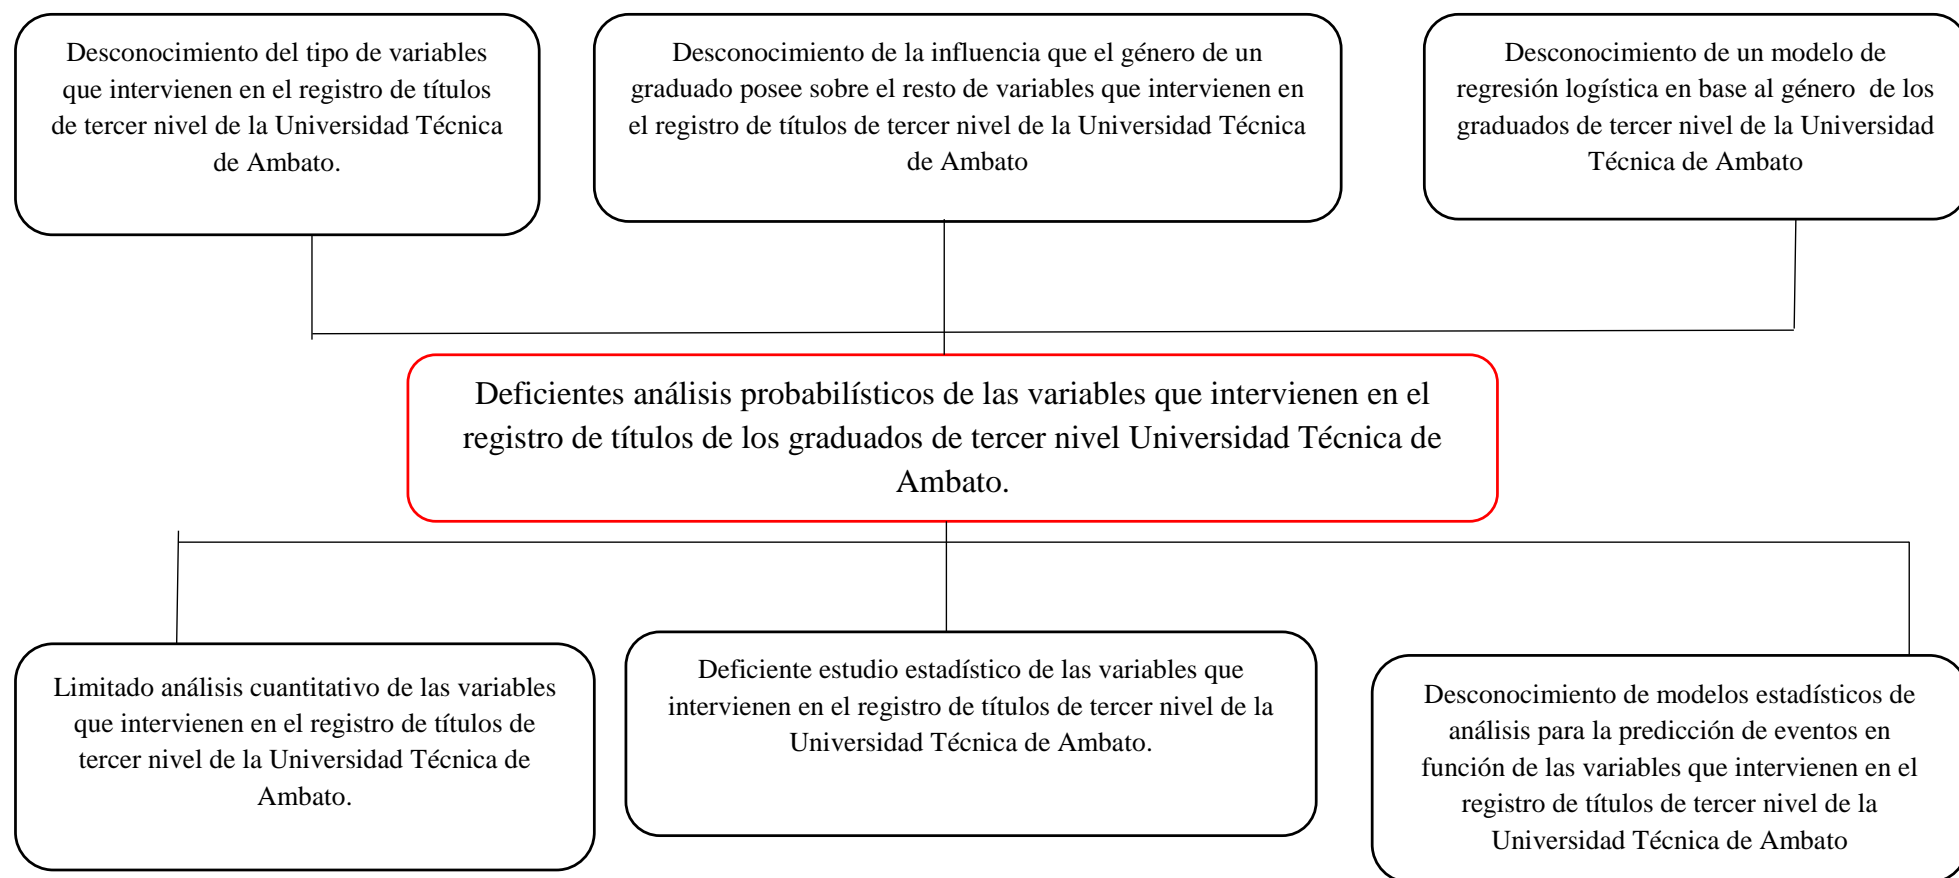 Desconocimiento del tipo de variables
que intervienen en el registro de títulos
de tercer nivel de la Universidad Técnica
de Ambato.
Desconocimiento de la influencia que el género de un
graduado posee sobre el resto de variables que intervienen en
el registro de títulos de tercer nivel de la Universidad Técnica
de Ambato
Desconocimiento de un modelo de
regresión logística en base al género de los
graduados de tercer nivel de la Universidad
Técnica de Ambato
Deficientes análisis probabilísticos de las variables que intervienen en el
registro de títulos de los graduados de tercer nivel Universidad Técnica de
Ambato.
Limitado análisis cuantitativo de las variables
que intervienen en el registro de títulos de
tercer nivel de la Universidad Técnica de
Ambato.
Deficiente estudio estadístico de las variables que
intervienen en el registro de títulos de tercer nivel de la
Universidad Técnica de Ambato.
Desconocimiento de modelos estadísticos de
análisis para la predicción de eventos en
función de las variables que intervienen en el
registro de títulos de tercer nivel de la
Universidad Técnica de Ambato